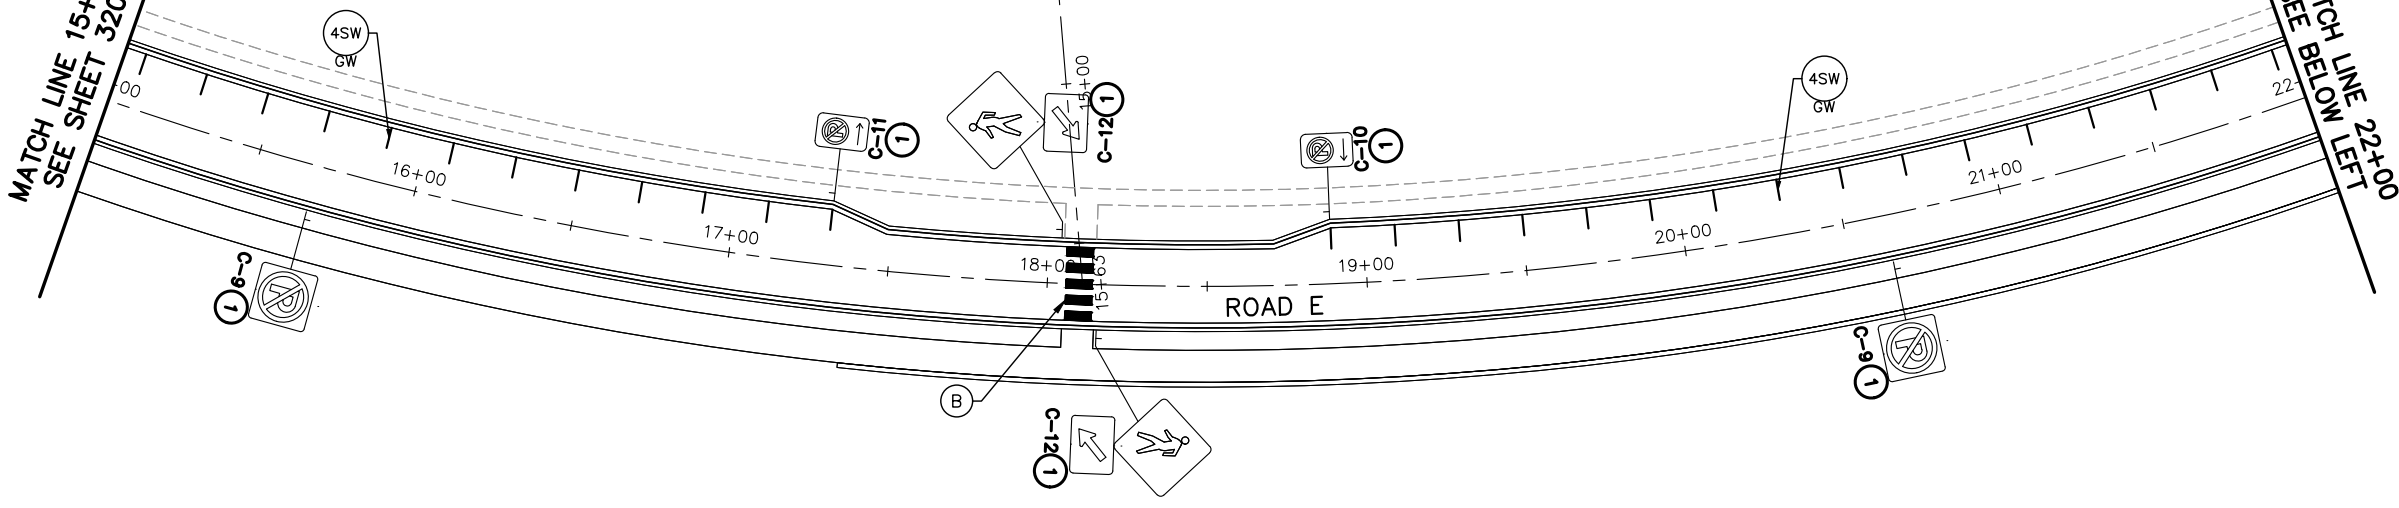 MATCH LINE 15+
SEE SHEET 320
00
4SW
GW
16+00
17+00
C-11
1
15+00
C-12
1
C-10
1
4SW
GW
18+00
15+63
19+00
20+00
21+00
22
ROAD E
C-9
1
B
C-12
1
C-9
1
TCH LINE 22+00
SEE BELOW LEFT